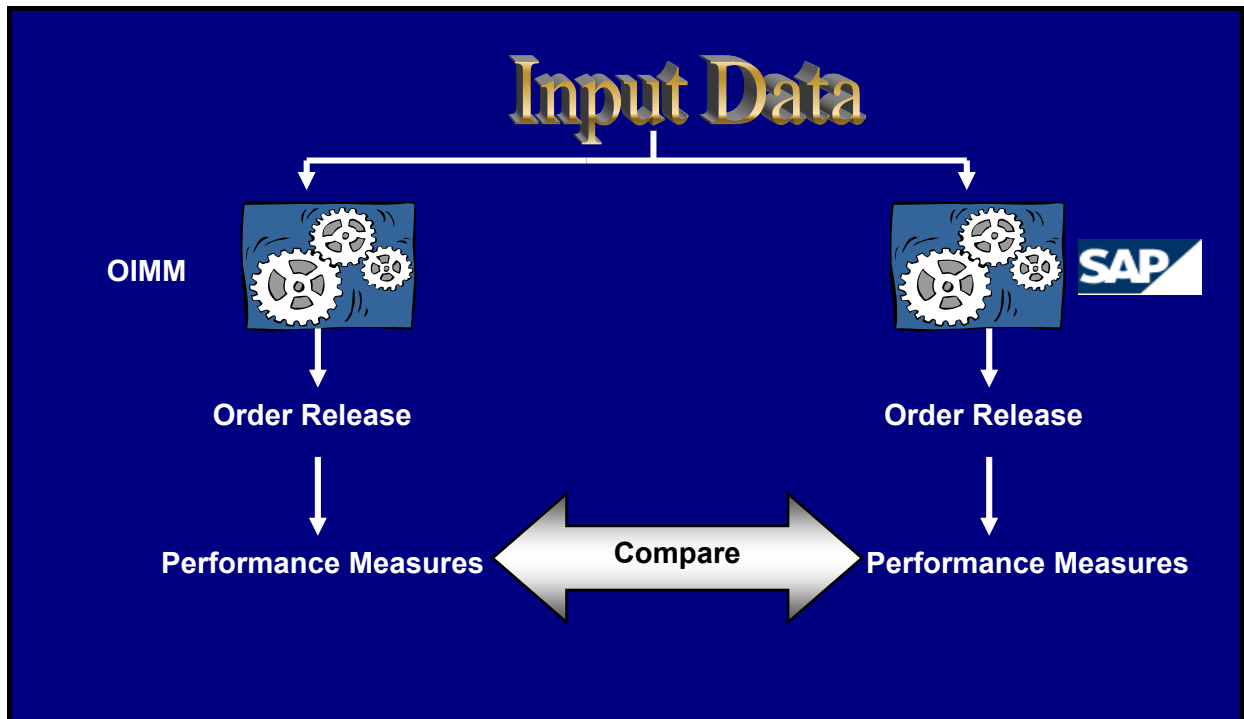 Input Data
OIMM
SAP
Order Release
Order Release
Performance Measures
Compare
Performance Measures